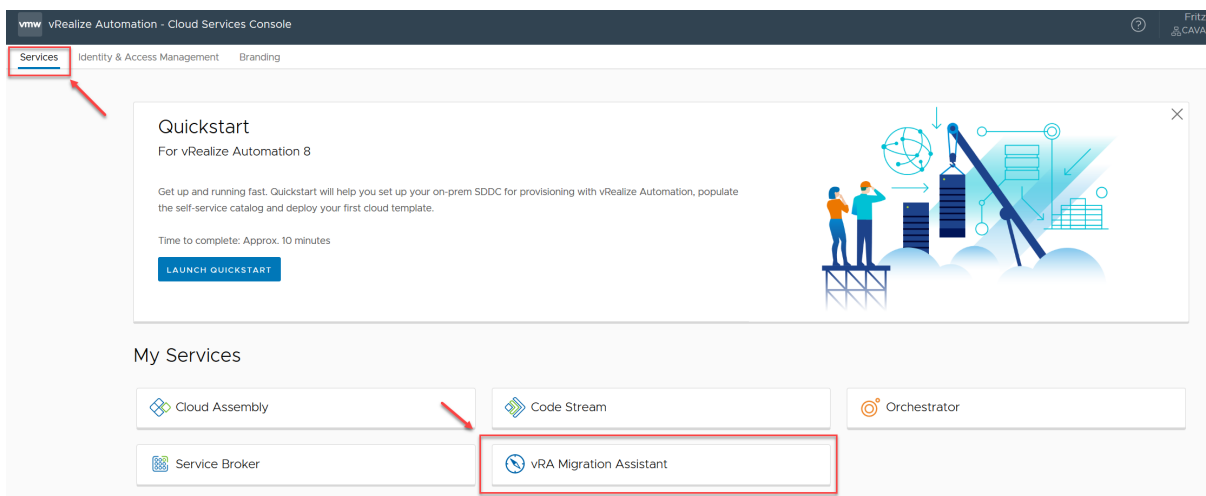 vmw vRealize Automation - Cloud Services Console
Fritz
CAVA
Services Identity & Access Management Branding
Quickstart
For vRealize Automation 8
Get up and running fast. Quickstart will help you set up your on-prem SDDC for provisioning with vRealize Automation, populate
the self-service catalog and deploy your first cloud template.
Time to complete: Approx. 10 minutes
LAUNCH QUICKSTART
My Services
Cloud Assembly
Code Stream
Orchestrator
Service Broker
vRA Migration Assistant